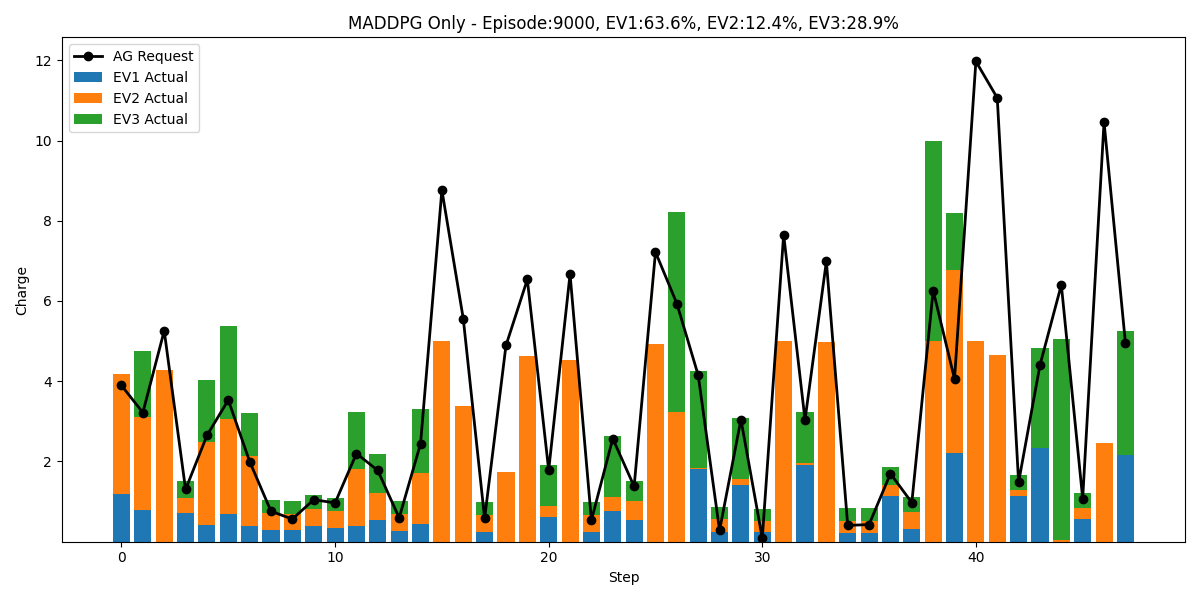 MADDPG Only - Episode:9000, EV1:63.6%, EV2:12.4%, EV3:28.9%
AG Request
EV1 Actual
EV2 Actual
EV3 Actual
12
10
8
6
4
2
Charge
0 10 20 30 40
Step